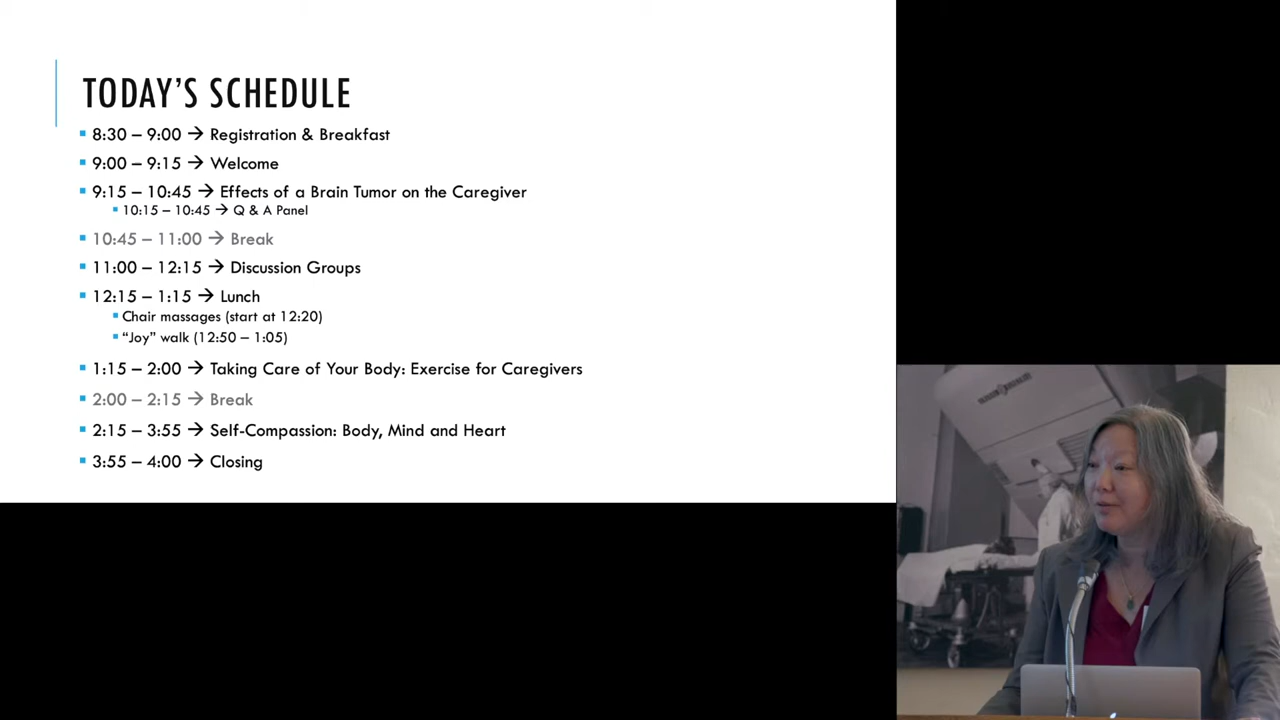 TODAY'S SCHEDULE
8:30 – 9:00 → Registration & Breakfast
9:00 – 9:15 → Welcome
9:15 – 10:45 → Effects of a Brain Tumor on the Caregiver
10:15 – 10:45 → Q & A Panel
10:45 – 11:00 → Break
11:00 – 12:15 → Discussion Groups
12:15 – 1:15 → Lunch
Chair massages (start at 12:20)
“Joy” walk (12:50 – 1:05)
1:15 – 2:00 → Taking Care of Your Body: Exercise for Caregivers
2:00 – 2:15 → Break
2:15 – 3:55 → Self-Compassion: Body, Mind and Heart
3:55 – 4:00 → Closing